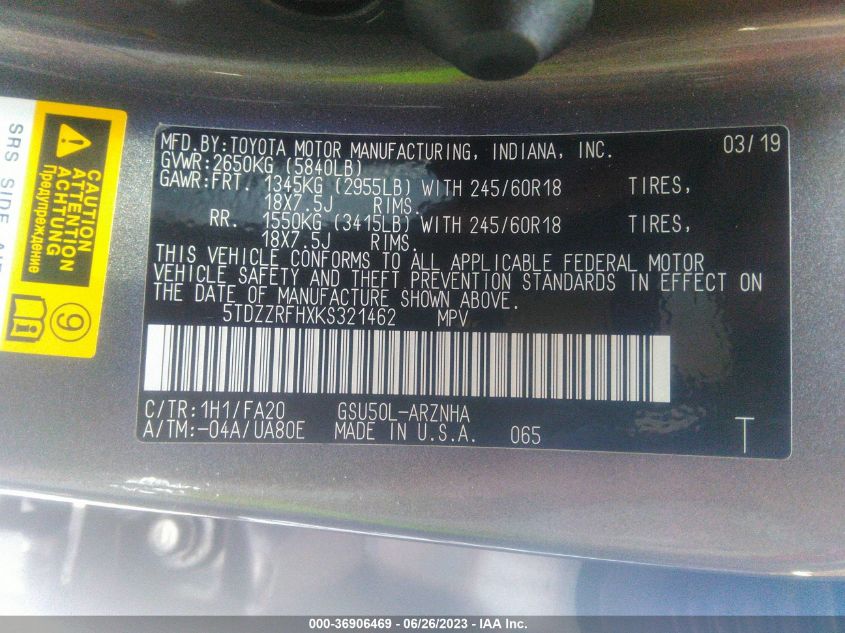 MFD.BY:TOYOTA MOTOR MANUFACTURING, INDIANA, INC. 03/19
GVWR:2650KG (5840LB)
GAWR:FRT. 1345KG (2955LB) WITH 245/60R18 TIRES,
18X7.5J RIMS.
RR. 1550KG (3415LB) WITH 245/60R18 TIRES,
18X7.5J RIMS.
THIS VEHICLE CONFORMS TO ALL APPLICABLE FEDERAL MOTOR
VEHICLE SAFETY AND THEFT PREVENTION STANDARDS IN EFFECT ON
THE DATE OF MANUFACTURE SHOWN ABOVE.
5TDZZRFHXKS321462 MPV
C/TR:1H1/FA20 GSU50L-ARZNHA
A/TM:-04A/UA80E MADE IN U.S.A. 065 T
CAUTION
ATTENTION
ACHTUNG
Предупреждение
9
SRS SIDE
000-36906469 - 06/26/2023 - IAA Inc.